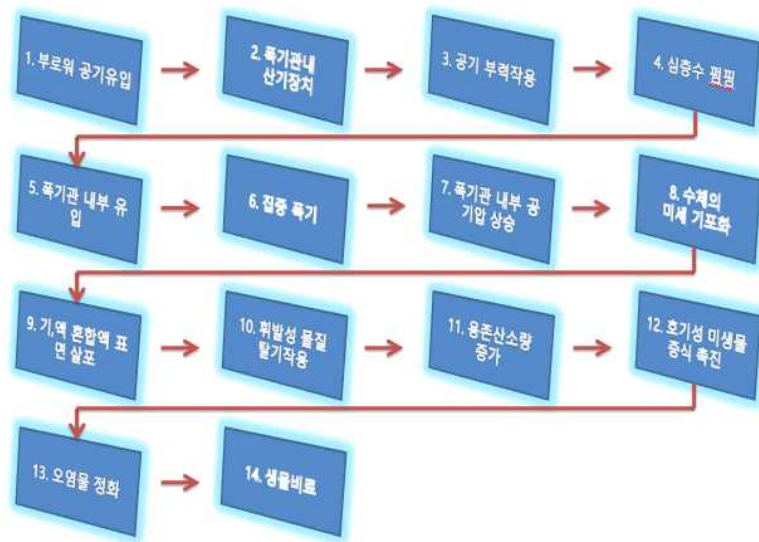 1. 부로워 공기유입
2. 폭기관내
산기장치
3. 공기 부력작용
4. 심층수 펌핑
5. 폭기관 내부 유
입
6. 집중 폭기
7. 폭기관 내부 공
기압 상승
8. 수체의
미세 기포화
9. 기,액 혼합액 표
면 살포
10. 휘발성 물질
탈기작용
11. 용존산소량
증가
12. 호기성 미생물
증식 촉진
13. 오염물 정화
14. 생물비료